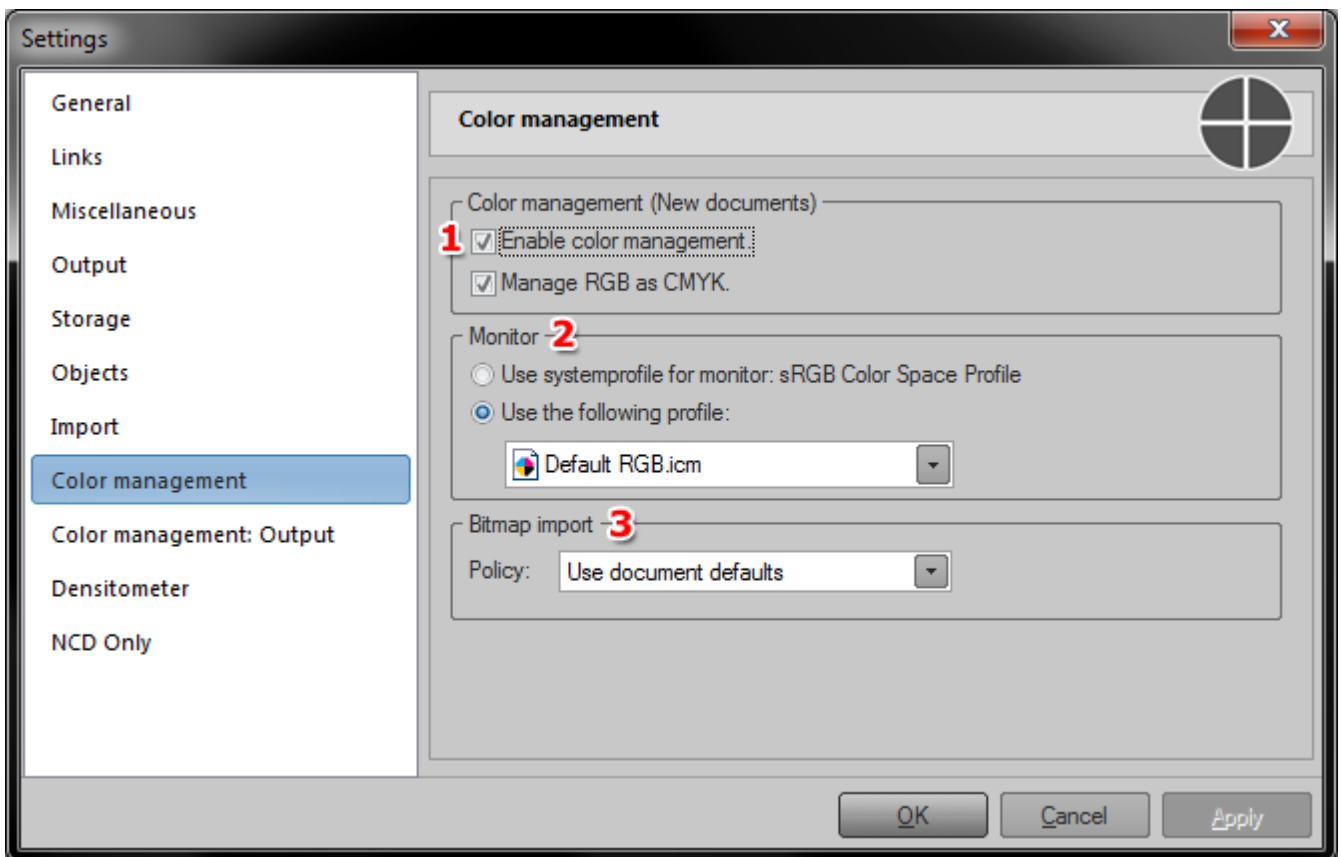 Settings
x
General
Links
Miscellaneous
Output
Storage
Objects
Import
Color management
Color management: Output
Densitometer
NCD Only
Color management
Color management (New documents)
1 Enable color management.
Manage RGB as CMYK.
Monitor 2
Use systemprofile for monitor: sRGB Color Space Profile
Use the following profile:
Default RGB.icm
Bitmap import 3
Policy: Use document defaults
OK Cancel Apply